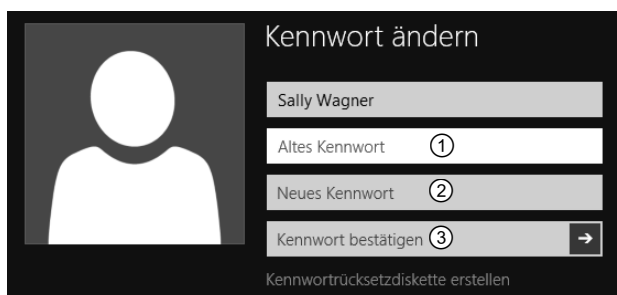 Kennwort ändern
Sally Wagner
Altes Kennwort ①
Neues Kennwort ②
Kennwort bestätigen ③
Kennwortrücksetzdiskette erstellen